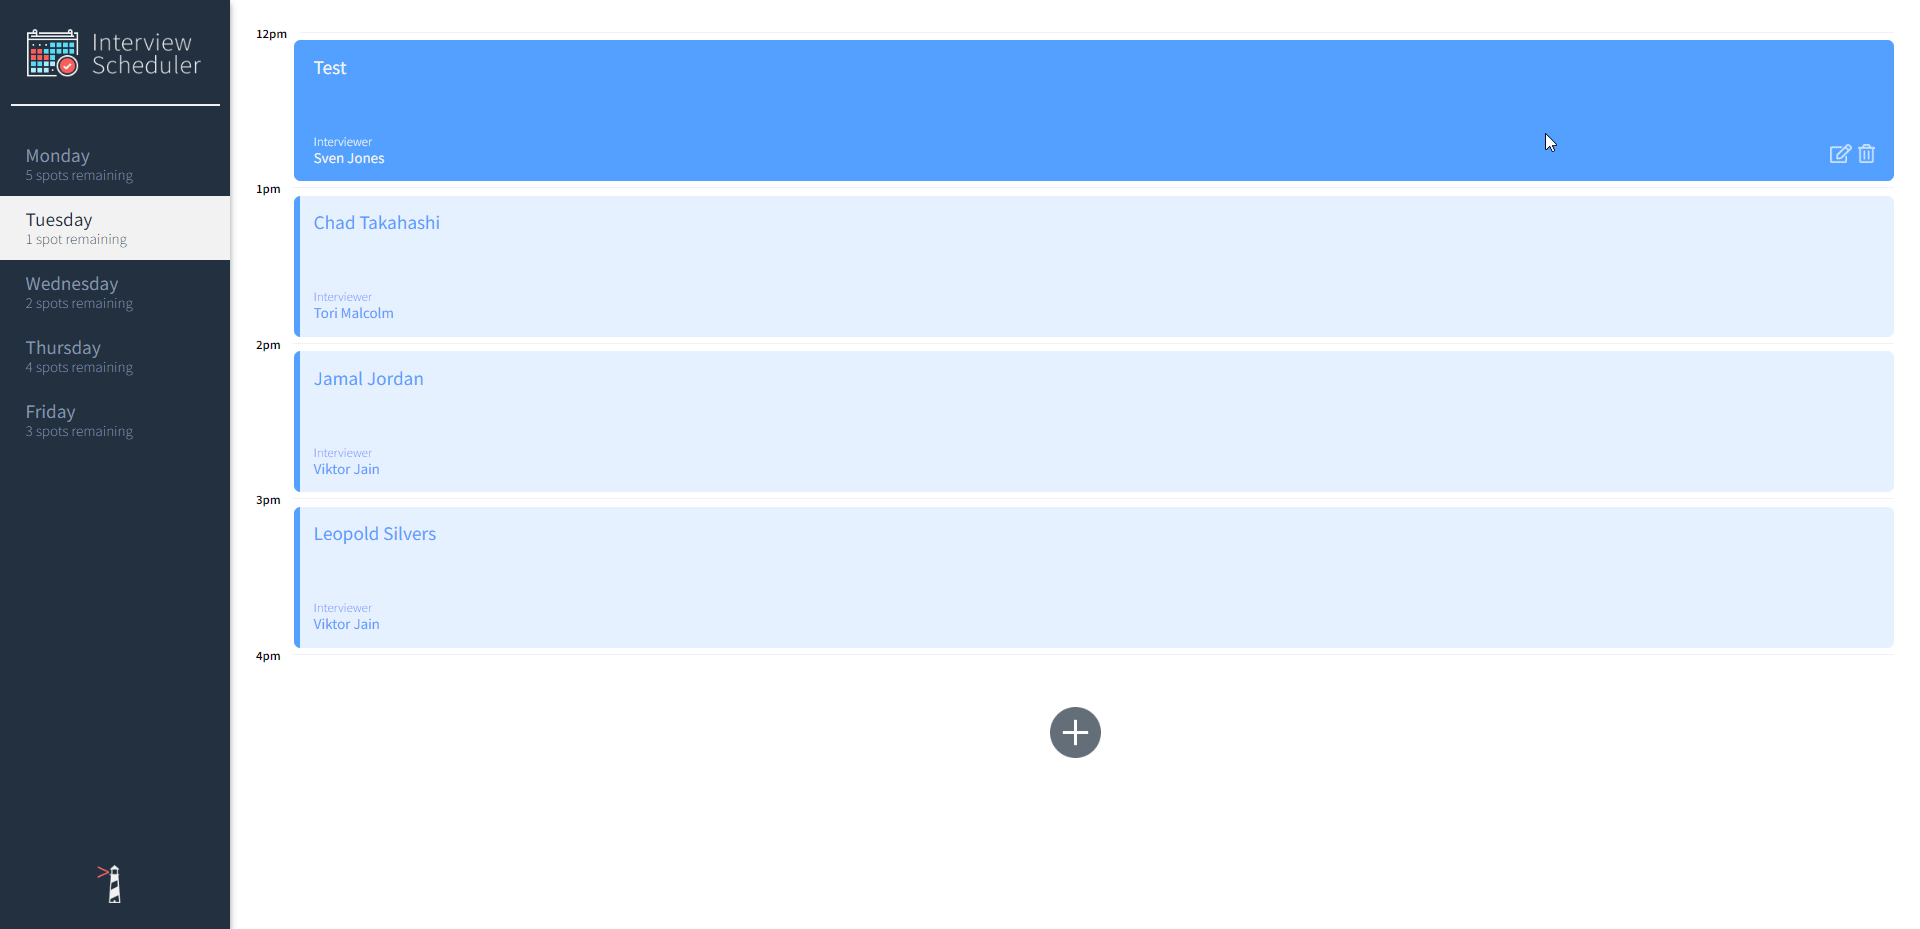 Interview
Scheduler
Monday
5 spots remaining
Tuesday
1 spot remaining
Wednesday
2 spots remaining
Thursday
4 spots remaining
Friday
3 spots remaining
12pm
Test
Interviewer
Sven Jones
1pm
Chad Takahashi
Interviewer
Tori Malcolm
2pm
Jamal Jordan
Interviewer
Viktor Jain
3pm
Leopold Silvers
Interviewer
Viktor Jain
4pm